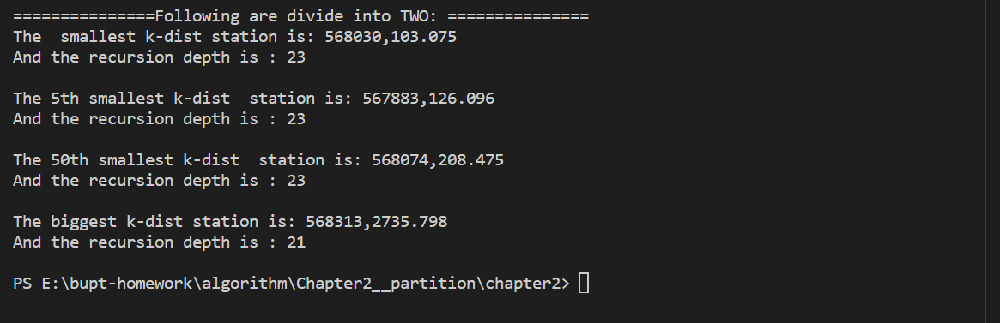 ===============Following are divide into TWO: ===============
The  smallest k-dist station is: 568030,103.075
And the recursion depth is : 23
The 5th smallest k-dist  station is: 567883,126.096
And the recursion depth is : 23
The 50th smallest k-dist  station is: 568074,208.475
And the recursion depth is : 23
The biggest k-dist station is: 568313,2735.798
And the recursion depth is : 21
PS E:\bupt-homework\algorithm\Chapter2__partition\chapter2>